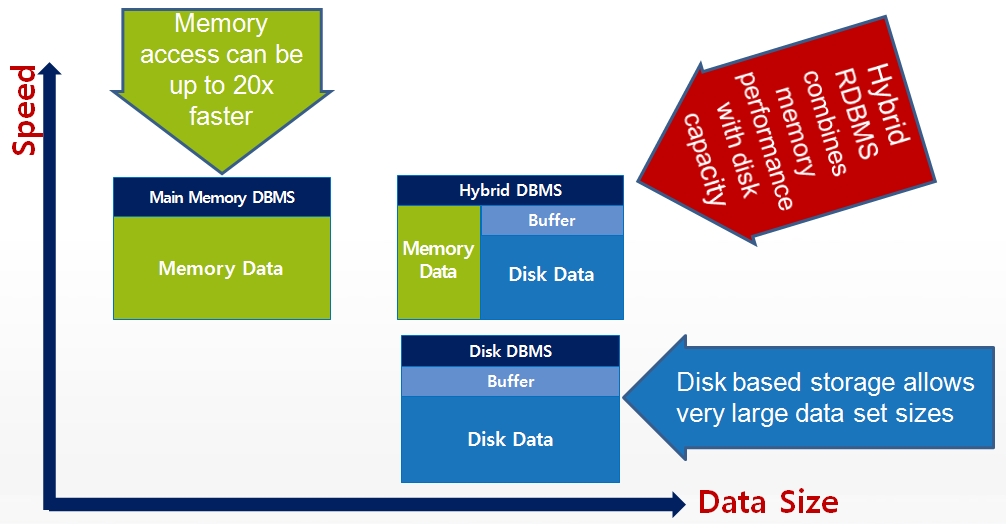 Memory
access can be
up to 20x
faster
Speed
Hybrid
RDBMS
combines
memory
performance
with disk
capacity
Main Memory DBMS
Memory Data
Hybrid DBMS
Buffer
Memory
Data
Disk Data
Disk DBMS
Buffer
Disk Data
Disk based storage allows
very large data set sizes
Data Size